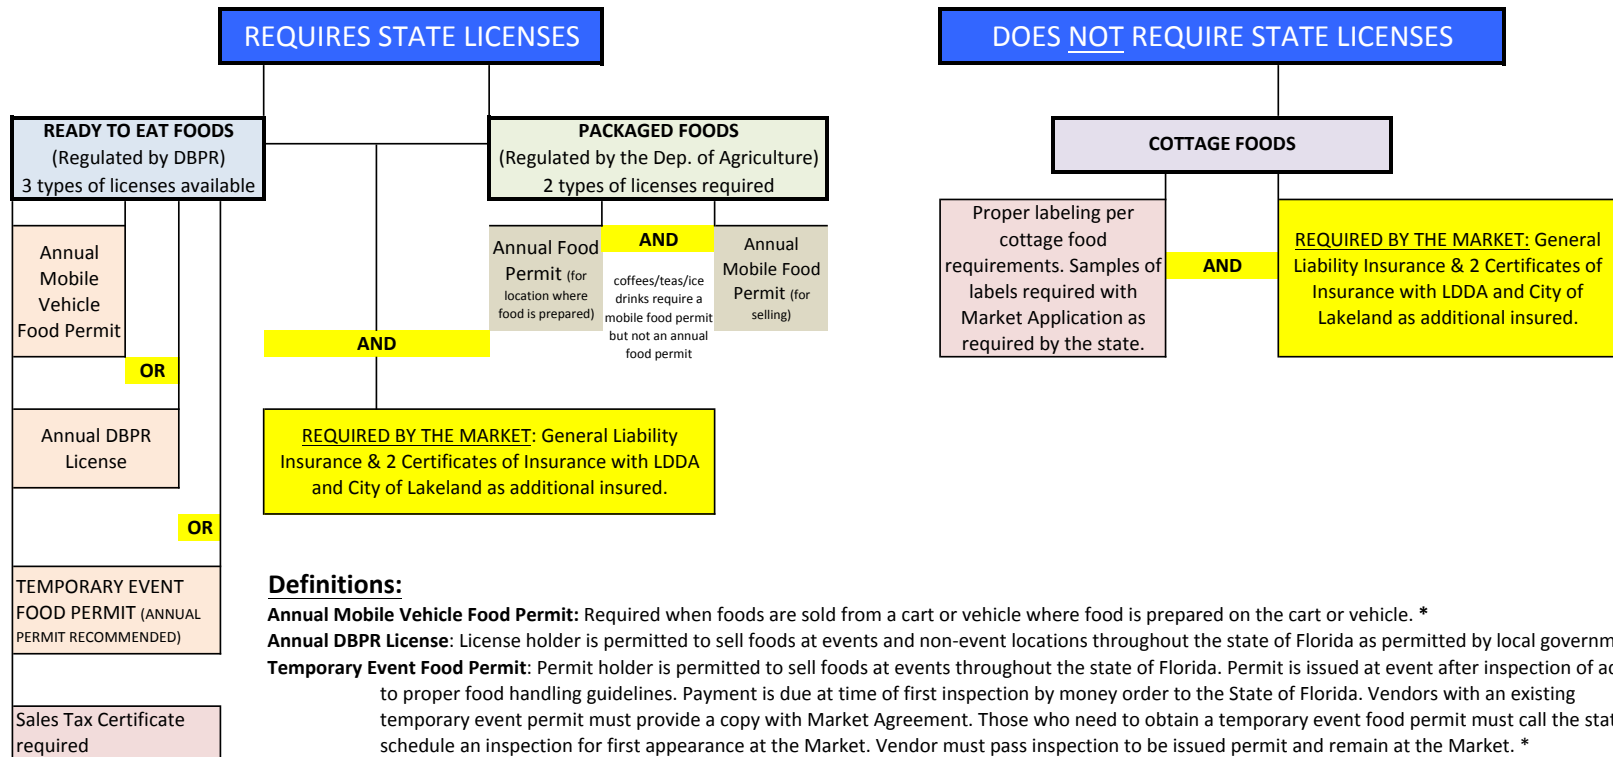 REQUIRES STATE LICENSES
DOES NOT REQUIRE STATE LICENSES
READY TO EAT FOODS
(Regulated by DBPR)
3 types of licenses available
PACKAGED FOODS
(Regulated by the Dep. of Agriculture)
2 types of licenses required
COTTAGE FOODS
Annual
Mobile
Vehicle
Food Permit
OR
Annual DBPR
License
OR
TEMPORARY EVENT
FOOD PERMIT (ANNUAL
PERMIT RECOMMENDED)
Sales Tax Certificate
required
AND
REQUIRED BY THE MARKET: General Liability
Insurance & 2 Certificates of Insurance with LDDA
and City of Lakeland as additional insured.
Annual Food
Permit (for
location where
food is prepared)
AND
coffees/teas/ice
drinks require a
mobile food permit
but not an annual
food permit
Annual
Mobile Food
Permit (for
selling)
Proper labeling per
cottage food
requirements. Samples of
labels required with
Market Application as
required by the state.
AND
REQUIRED BY THE MARKET: General
Liability Insurance & 2 Certificates of
Insurance with LDDA and City of
Lakeland as additional insured.
Definitions:
Annual Mobile Vehicle Food Permit: Required when foods are sold from a cart or vehicle where food is prepared on the cart or vehicle. *
Annual DBPR License: License holder is permitted to sell foods at events and non-event locations throughout the state of Florida as permitted by local
Temporary Event Food Permit: Permit holder is permitted to sell foods at events throughout the state of Florida. Permit is issued at event after inspection of
to proper food handling guidelines. Payment is due at time of first inspection by money order to the State of Florida. Vendors with an existing
temporary event permit must provide a copy with Market Agreement. Those who need to obtain a temporary event food permit must call the
schedule an inspection for first appearance at the Market. Vendor must pass inspection to be issued permit and remain at the Market. *